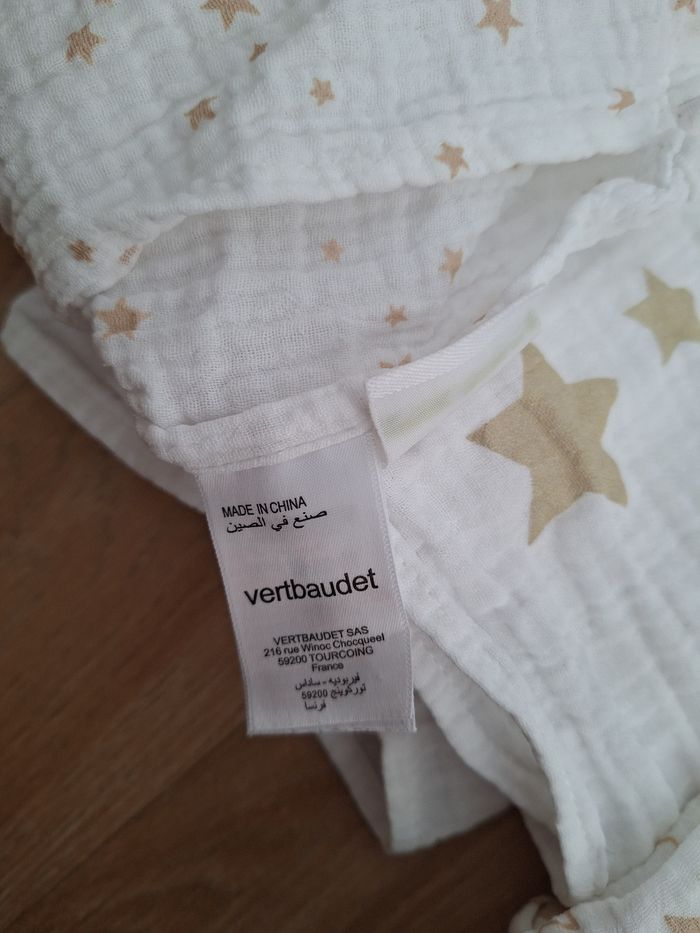 MADE IN CHINA
صنع في الصين
vertbaudet
VERTBAUDET SAS
216 rue Winoc Chocqueel
59200 TOURCOING
France
فيربوديه - ساداس
توركوينج 59200
فرنسا